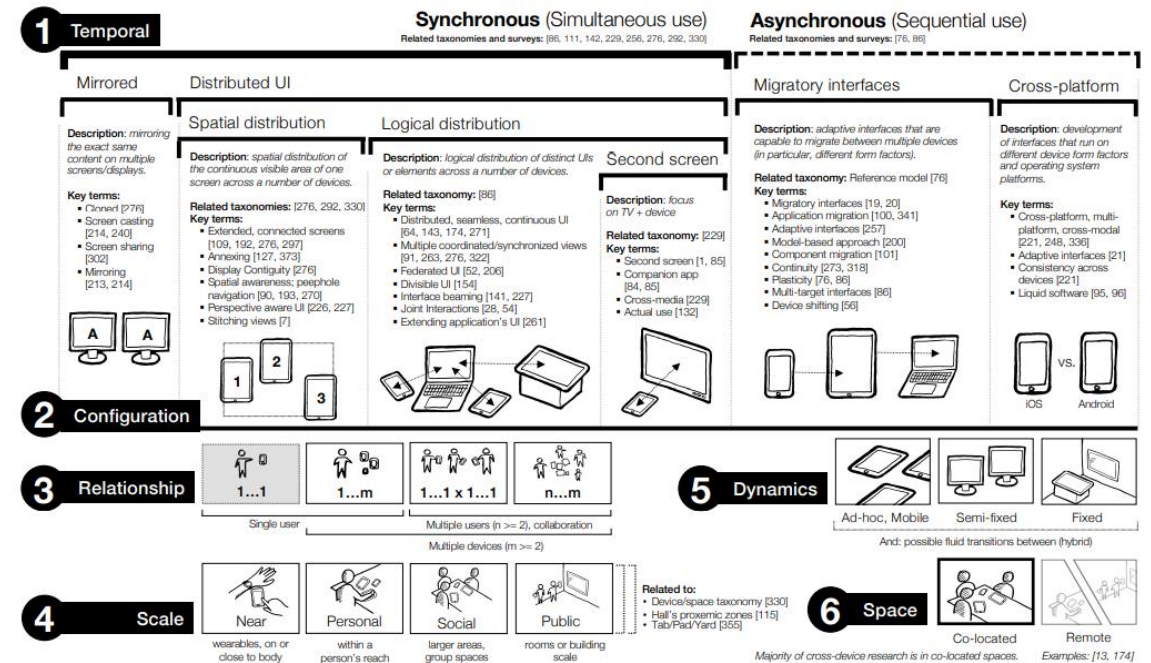 1 Temporal
Synchronous (Simultaneous use)
Related taxonomies and surveys: [86, 111, 142, 229, 256, 276, 292, 330]
Asynchronous (Sequential use)
Related taxonomies and surveys: [76, 86]
Mirrored
Description: mirroring
the exact same
content on multiple
screens/displays.
Key terms:
▪ Cloned [276]
▪ Screen casting
[214, 240]
▪ Screen sharing
[302]
▪ Mirroring
[213, 214]
A A
Distributed UI
Spatial distribution
Description: spatial distribution of
the continuous visible area of one
screen across a number of devices.
Related taxonomies: [276, 292, 330]
Key terms:
▪ Extended, connected screens
[109, 192, 276, 297]
▪ Annexing [127, 373]
▪ Display Contiguity [276]
▪ Spatial awareness; peephole
navigation [90, 193, 270]
▪ Perspective aware UI [226, 227]
▪ Stitching views [7]
1 2 3
Logical distribution
Description: logical distribution of distinct UIs
or elements across a number of devices.
Related taxonomy: [86]
Key terms:
▪ Distributed, seamless, continuous UI
[64, 143, 174, 271]
▪ Multiple coordinated/synchronized views
[91, 263, 276, 322]
▪ Federated UI [52, 206]
▪ Divisible UI [154]
▪ Interface beaming [141, 227]
▪ Joint Interactions [28, 54]
▪ Extending application's UI [261]
Second screen
Description: focus
on TV + device
Related taxonomy: [229]
Key terms:
▪ Second screen [1, 85]
▪ Companion app
[84, 85]
▪ Cross-media [229]
▪ Actual use [132]
Migratory interfaces
Description: adaptive interfaces that are
capable to migrate between multiple devices
(in particular, different form factors).
Related taxonomy: Reference model [76]
Key terms:
▪ Migratory interfaces [19, 20]
▪ Application migration [100, 341]
▪ Adaptive interfaces [257]
▪ Model-based approach [200]
▪ Component migration [101]
▪ Continuity [273, 318]
▪ Plasticity [76, 86]
▪ Multi-target interfaces [86]
▪ Device shifting [56]
Cross-platform
Description: development
of interfaces that run on
different device form factors
and operating system
platforms.
Key terms:
▪ Cross-platform, multi-
platform, cross-modal
[221, 248, 336]
▪ Adaptive interfaces [21]
▪ Consistency across
devices [221]
▪ Liquid software [95, 96]
vs.
iOS Android
2 Configuration
3 Relationship
1...1 1...m 1...1 x 1...1 n...m
Single user Multiple users (n >= 2), collaboration
Multiple devices (m >= 2)
5 Dynamics
Ad-hoc, Mobile Semi-fixed Fixed
And: possible fluid transitions between (hybrid)
4 Scale
Near Personal Social Public
wearables, on or
close to body
within a
person's reach
larger areas,
group spaces
rooms or building
scale
Related to:
• Device/space taxonomy [330]
• Hall's proxemic zones [115]
• Tab/Pad/Yard [355]
6 Space
Co-located Remote
Majority of cross-device research is in co-located spaces. Examples: [13, 174]